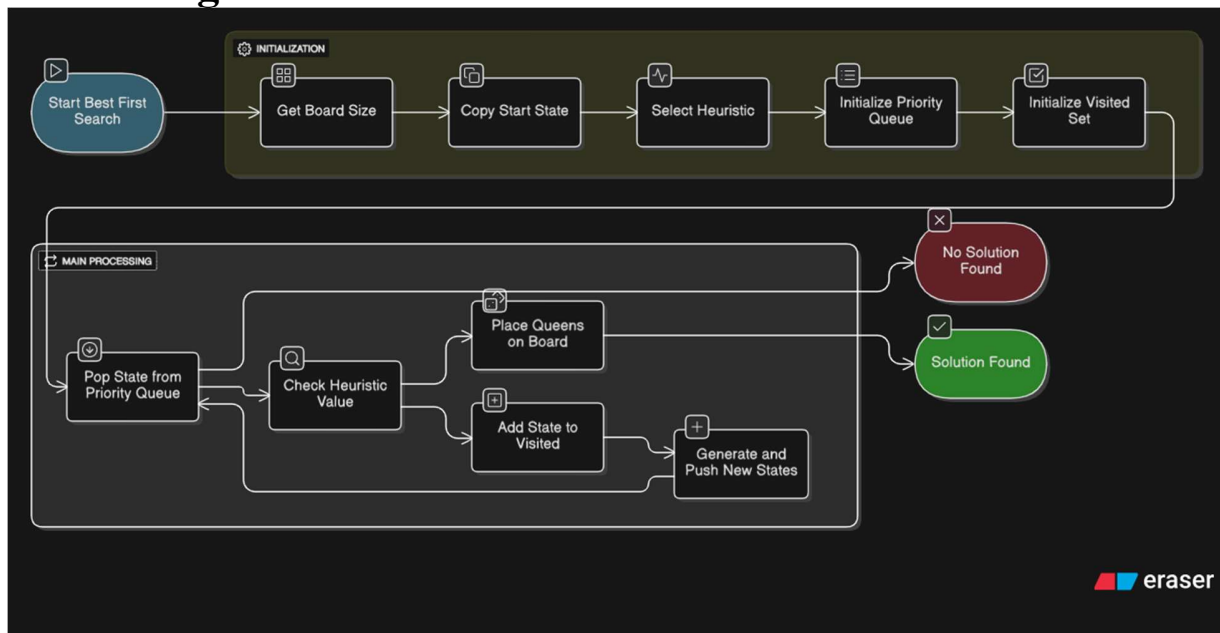 INITIALIZATION
Start Best First
Search
Get Board Size
Copy Start State
Select Heuristic
Initialize Priority
Queue
Initialize Visited
Set
MAIN PROCESSING
No Solution
Found
Place Queens
on Board
Solution Found
Pop State from
Priority Queue
Check Heuristic
Value
Add State to
Visited
Generate and
Push New States
eraser